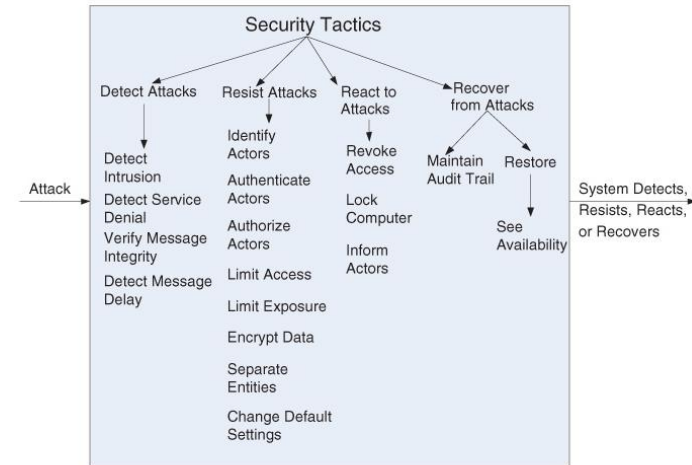 Security Tactics
Detect Attacks
Resist Attacks
React to
Attacks
Recover
from Attacks
Detect
Intrusion
Detect Service
Denial
Verify Message
Integrity
Detect Message
Delay
Identify
Actors
Authenticate
Actors
Authorize
Actors
Limit Access
Limit Exposure
Encrypt Data
Separate
Entities
Change Default
Settings
Revoke
Access
Lock
Computer
Inform
Actors
Maintain
Audit Trail
Restore
See
Availability
Attack
System Detects,
Resists, Reacts,
or Recovers